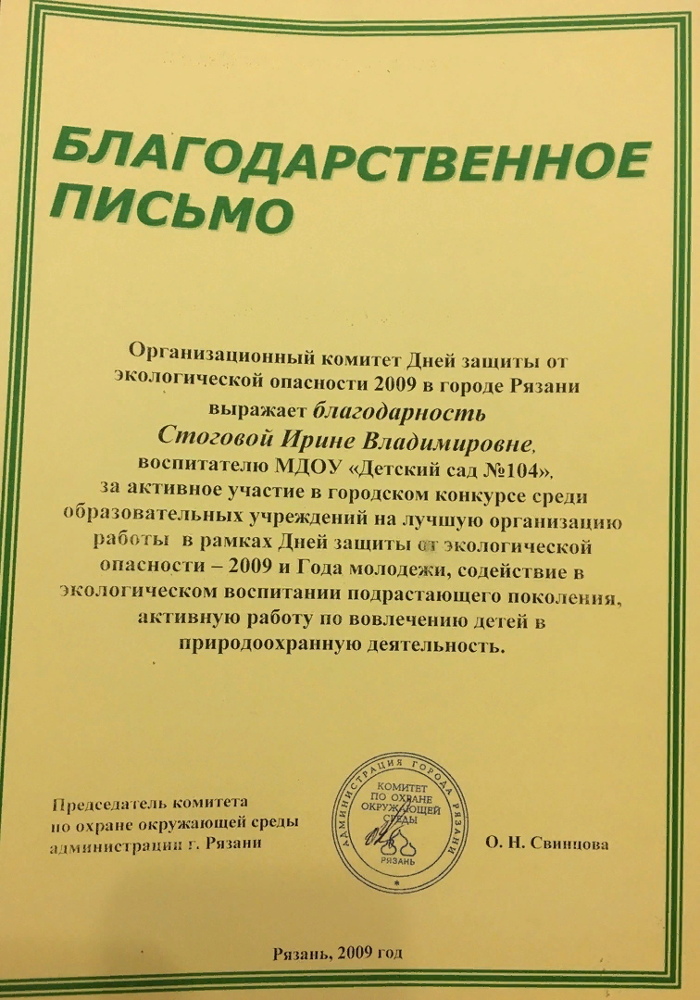 БЛАГОДАРСТВЕННОЕ
ПИСЬМО
Организационный комитет Дней защиты от
экологической опасности 2009 в городе Рязани
выражает благодарность
Стоговой Ирине Владимировне,
воспитателю МДОУ «Детский сад №104»,
за активное участие в городском конкурсе среди
образовательных учреждений на лучшую организацию
работы в рамках Дней защиты от экологической
опасности – 2009 и Года молодежи, содействие в
экологическом воспитании подрастающего поколения,
активную работу по вовлечению детей в
природоохранную деятельность.
Председатель комитета
по охране окружающей среды
администрации г. Рязани
АДМИНИСТРАЦИЯ ГОРОДА РЯЗАНИ
КОМИТЕТ
ПО ОХРАНЕ
ОКРУЖАЮЩЕЙ
СРЕДЫ
РЯЗАНЬ
О. Н. Свинцова
Рязань, 2009 год